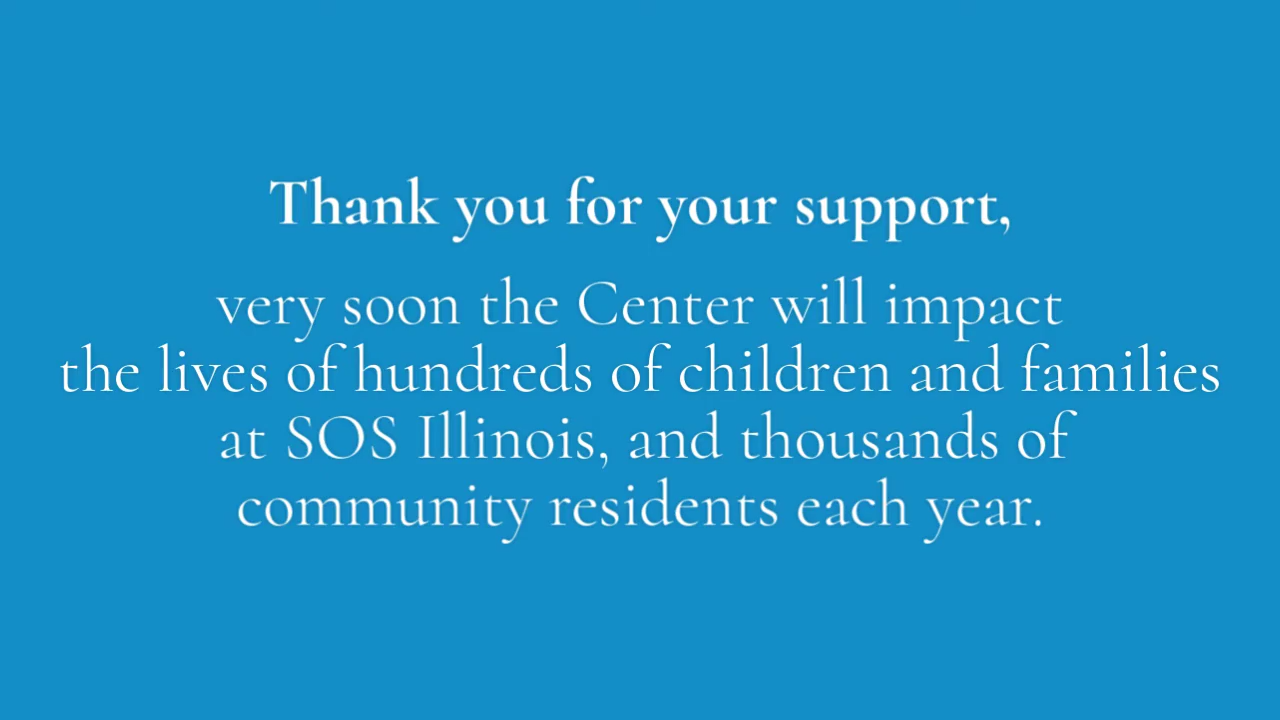 Thank you for your support,
very soon the Center will impact
the lives of hundreds of children and families
at SOS Illinois, and thousands of
community residents each year.